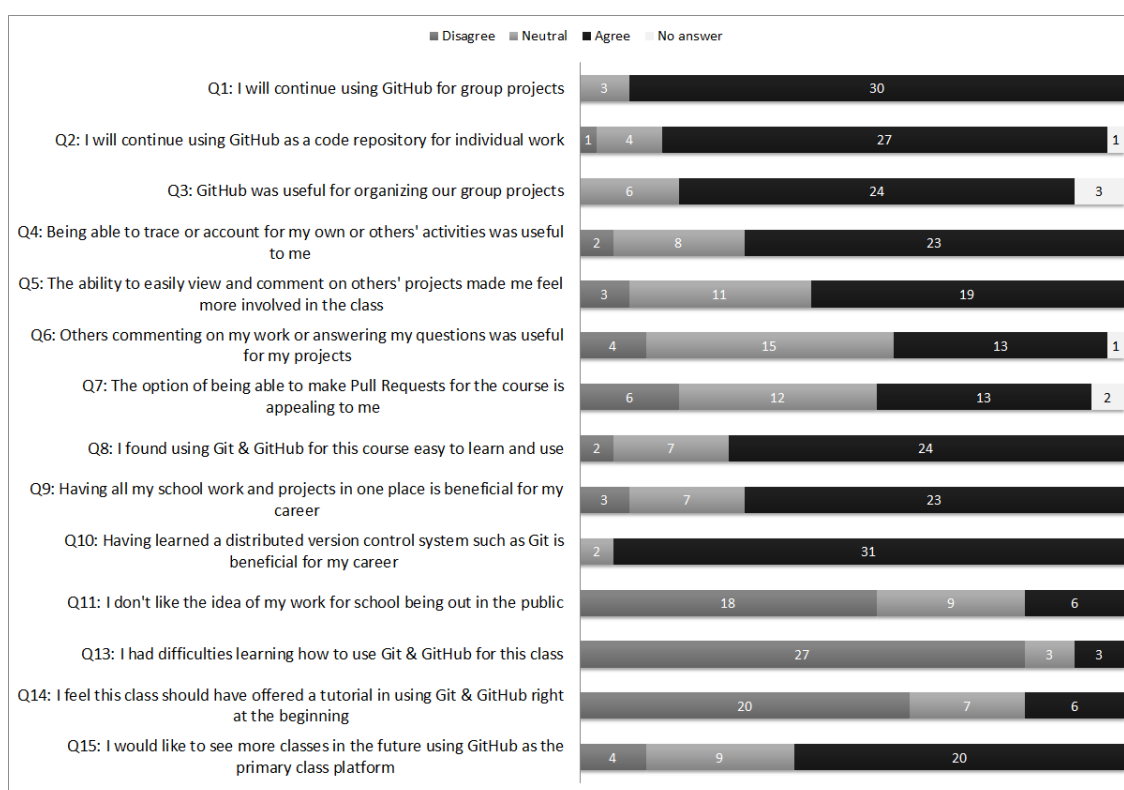 Disagree Neutral Agree No answer
Q1: I will continue using GitHub for group projects 3 30
Q2: I will continue using GitHub as a code repository for individual work 1 4 27 1
Q3: GitHub was useful for organizing our group projects 6 24 3
Q4: Being able to trace or account for my own or others' activities was useful
to me 2 8 23
Q5: The ability to easily view and comment on others' projects made me feel
more involved in the class 3 11 19
Q6: Others commenting on my work or answering my questions was useful
for my projects 4 15 13 1
Q7: The option of being able to make Pull Requests for the course is
appealing to me 6 12 13 2
Q8: I found using Git & GitHub for this course easy to learn and use 2 7 24
Q9: Having all my school work and projects in one place is beneficial for my
career 3 7 23
Q10: Having learned a distributed version control system such as Git is
beneficial for my career 2 31
Q11: I don't like the idea of my work for school being out in the public 18 9 6
Q13: I had difficulties learning how to use Git & GitHub for this class 27 3 3
Q14: I feel this class should have offered a tutorial in using Git & GitHub right
at the beginning 20 7 6
Q15: I would like to see more classes in the future using GitHub as the
primary class platform 4 9 20